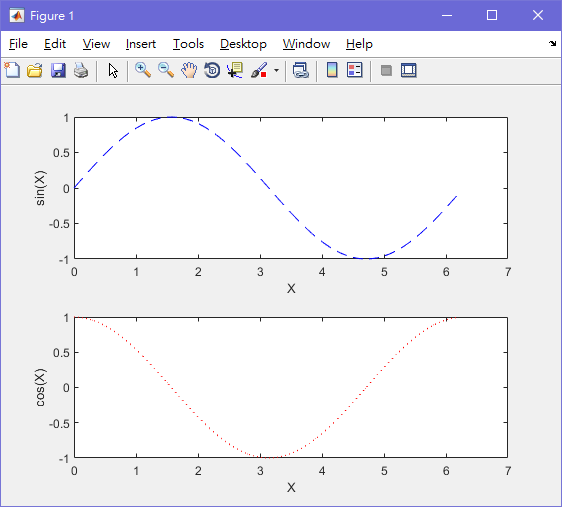 Figure 1
File Edit View Insert Tools Desktop Window Help
1
0.5
0
-0.5
-1
sin(X)
0 1 2 3 4 5 6 7
X
1
0.5
0
-0.5
-1
cos(X)
0 1 2 3 4 5 6 7
X